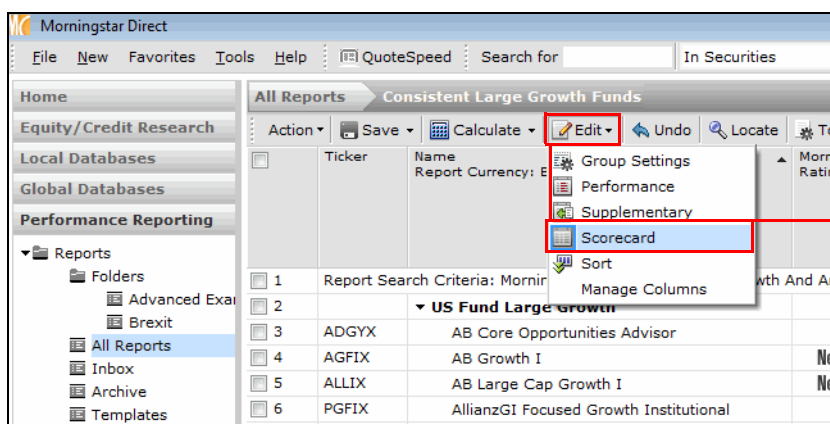 Morningstar Direct
File New Favorites Tools Help QuoteSpeed Search for In Securities
Home
Equity/Credit Research
Local Databases
Global Databases
Performance Reporting
Reports
Folders
Advanced
Brexit
All Reports
Inbox
Archive
Templates
All Reports Consistent Large Growth Funds
Action Save Calculate Edit Undo Locate
Ticker Name
Report Currency:
Group Settings
Performance
Supplementary
Scorecard
Sort
Manage Columns
1 Report Search Criteria:
2 US Fund Large Growth
3 ADGYX AB Core Opportunities Advisor
4 AGFIX AB Growth I
5 ALLIX AB Large Cap Growth I
6 PGFIX AllianzGI Focused Growth Institutional